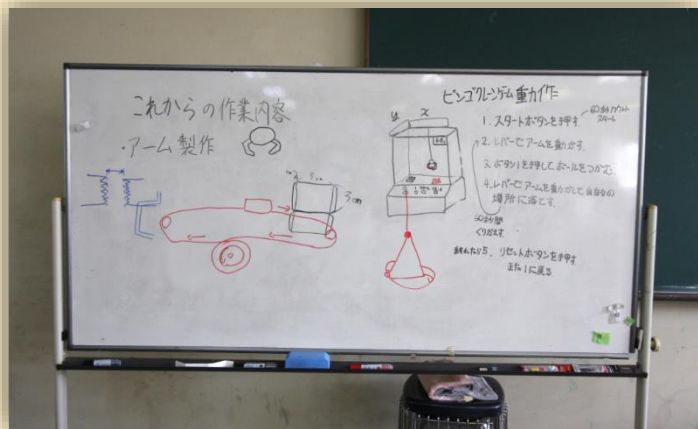 これからの作業内容
・アーム製作
3cm
ビンゴクレーンゲーム動作
y x
1. スタートボタンを押す
スタート
2. レバーでアームを動かす。
3. ボタン1を押してボールをつかむ。
4. レバーでアームを動かして自分の
場所に落とす。
60秒間
くりかえす
終わったら5. リセットボタンを押す
また1に戻る